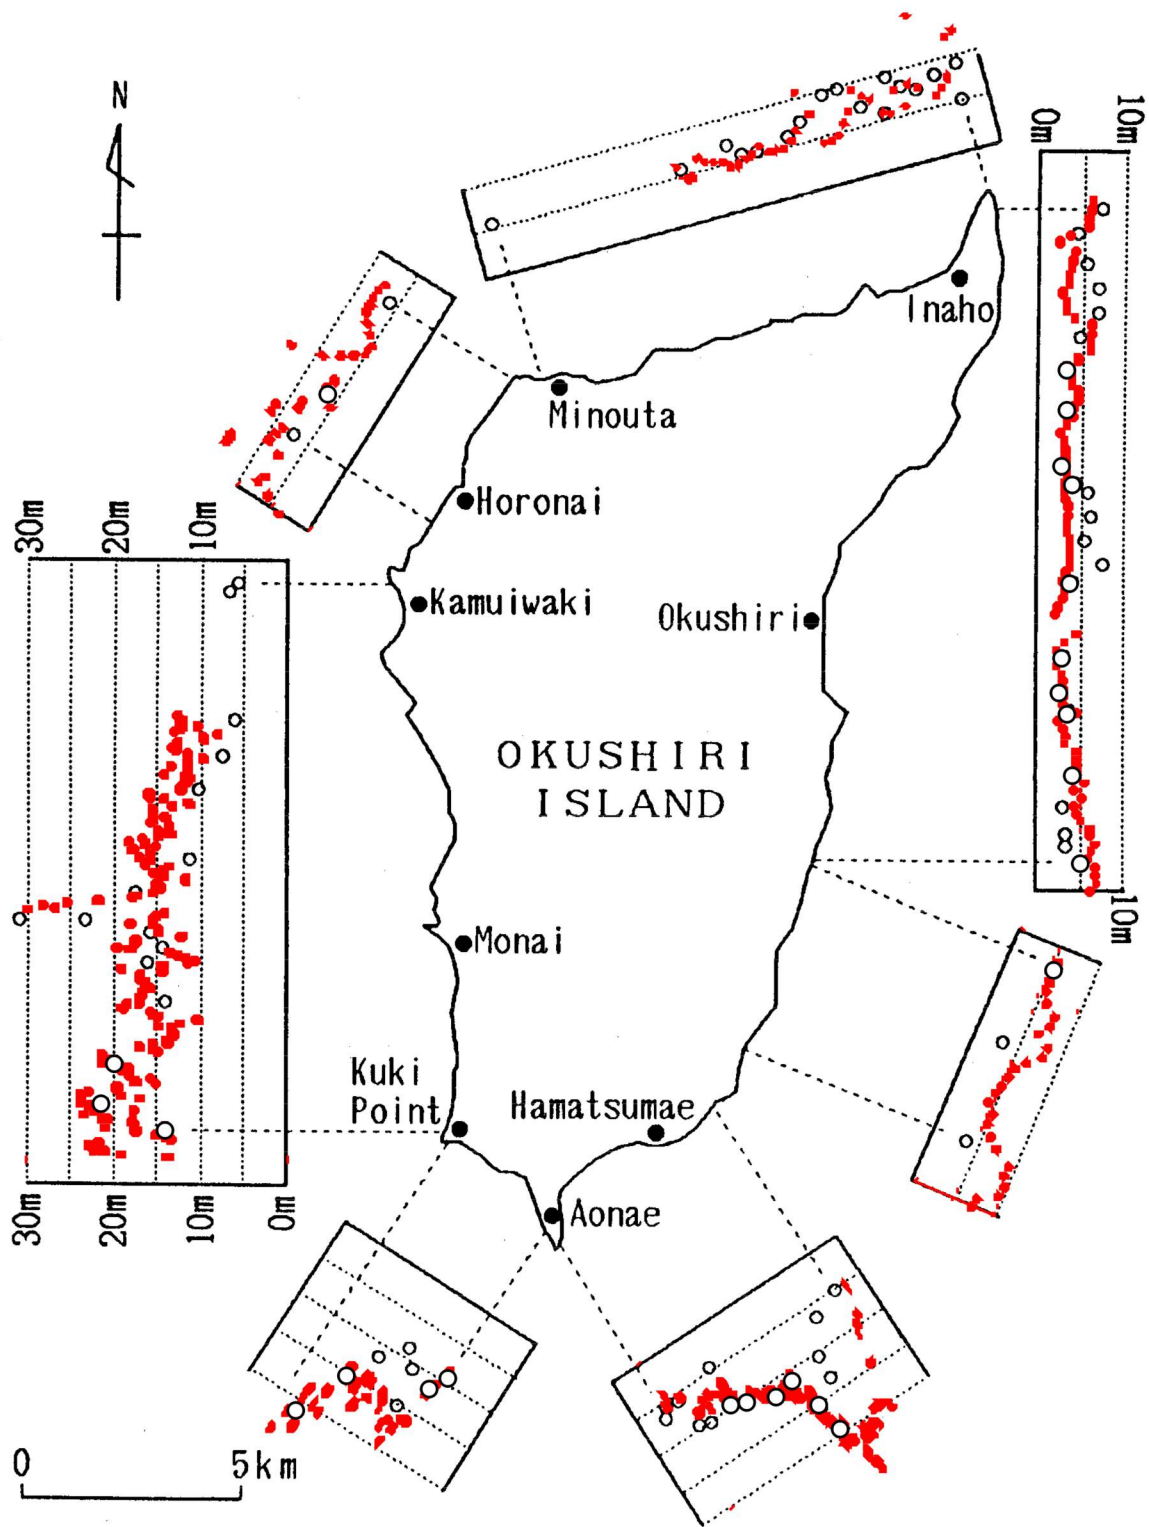 N
10m
0m
Inaho
Minouta
Horonai
30m
20m
10m
Kamuiwaki
Okushiri
OKUSHIRI
ISLAND
10m
Monai
Kuki
Point
Hamatsumae
30m
20m
10m
0m
Aonae
0
5km